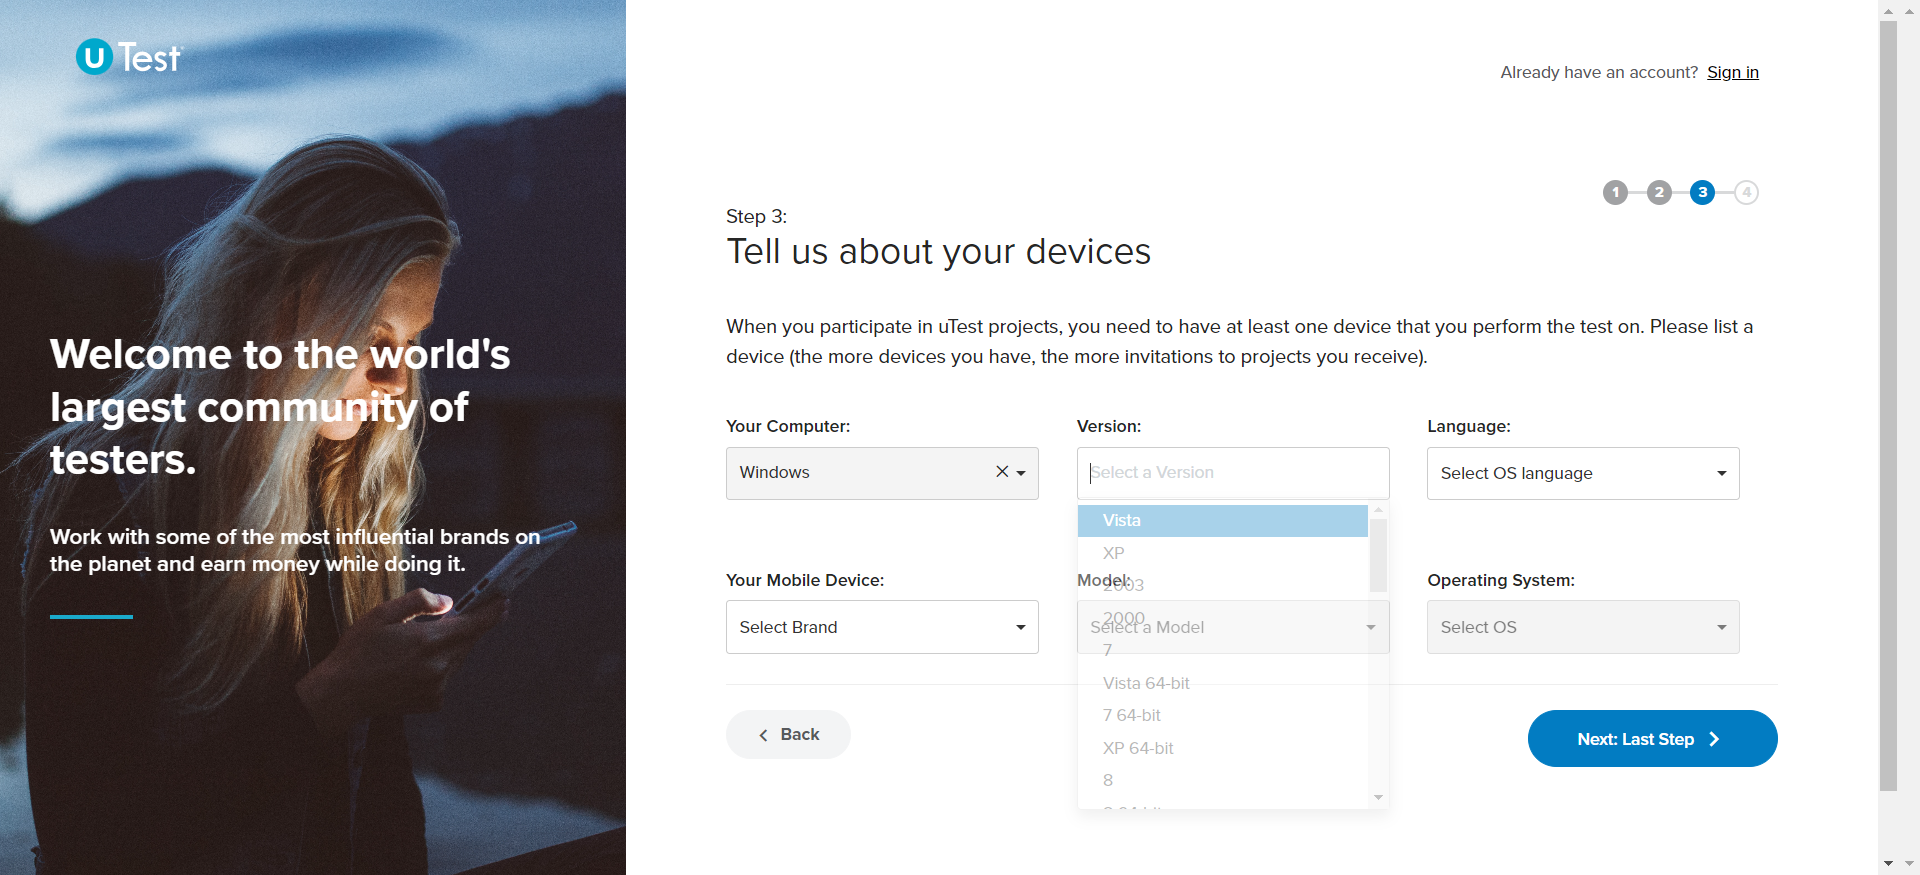 U Test
Already have an account? Sign in
1 2 3 4
Step 3:
Tell us about your devices
When you participate in uTest projects, you need to have at least one device that you perform the test on. Please list a
device (the more devices you have, the more invitations to projects you receive).
Welcome to the world's
largest community of
testers.
Work with some of the most influential brands on
the planet and earn money while doing it.
Your Computer: Version: Language:
Windows Select a Version Select OS language
Vista
XP
Your Mobile Device: Model: Operating System:
2003
2000
Select Brand Select a Model Select OS
7
Vista 64-bit
7 64-bit
XP 64-bit
8
Back
Next: Last Step